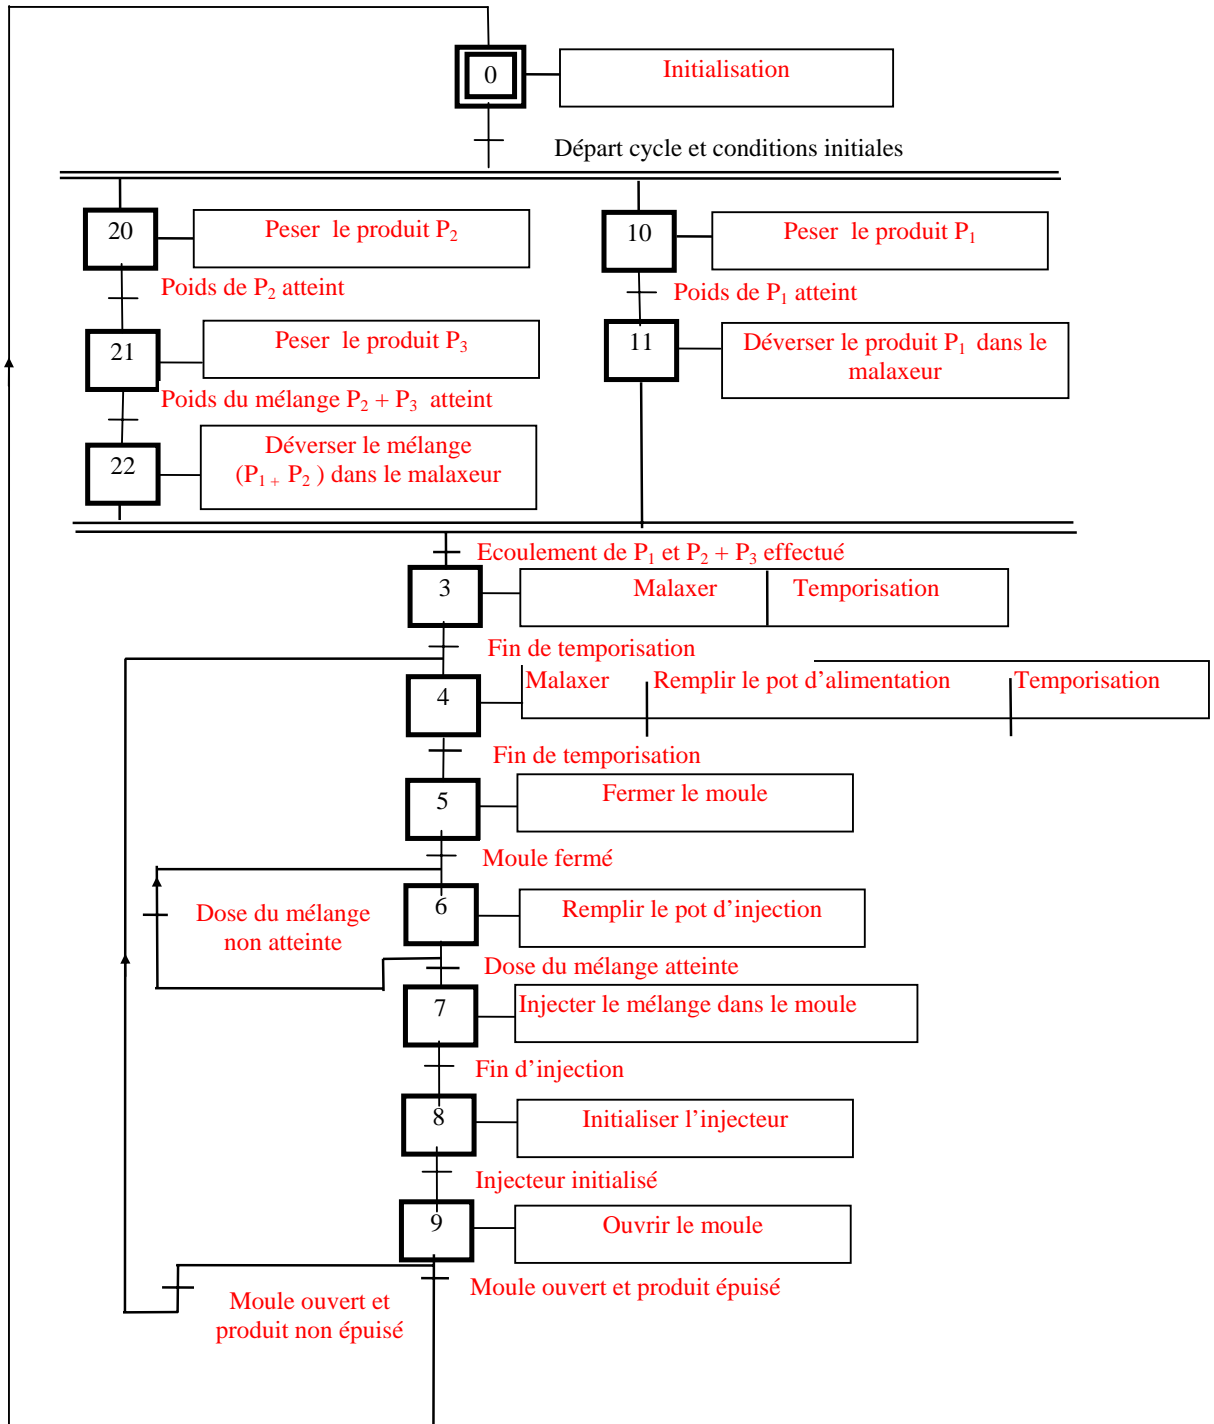 0
Initialisation
Départ cycle et conditions initiales
20
Peser le produit P2
10
Peser le produit P1
Poids de P2 atteint
Poids de P1 atteint
21
Peser le produit P3
11
Déverser le produit P1 dans le
malaxeur
Poids du mélange P2 + P3 atteint
22
Déverser le mélange
(P1 + P2 ) dans le malaxeur
Ecoulement de P1 et P2 + P3 effectué
3
Malaxer
Temporisation
Fin de temporisation
4
Malaxer
Remplir le pot d’alimentation
Temporisation
Fin de temporisation
5
Fermer le moule
Moule fermé
6
Remplir le pot d’injection
Dose du mélange
non atteinte
Dose du mélange atteinte
7
Injecter le mélange dans le moule
Fin d’injection
8
Initialiser l’injecteur
Injecteur initialisé
9
Ouvrir le moule
Moule ouvert et produit épuisé
Moule ouvert et
produit non épuisé